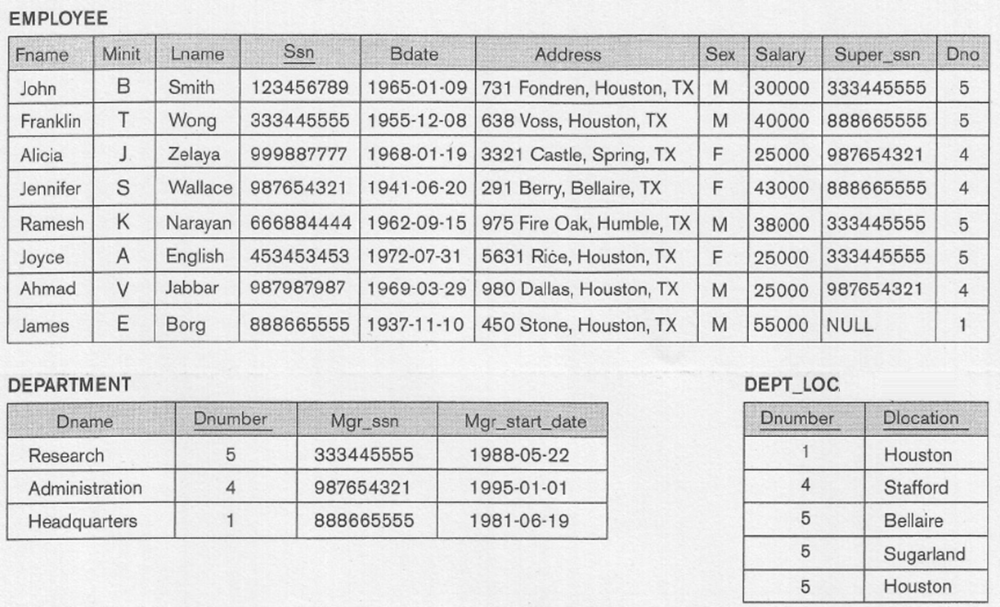 EMPLOYEE
Fname Minit Lname Ssn Bdate Address Sex Salary Super_ssn Dno
John B Smith 123456789 1965-01-09 731 Fondren, Houston, TX M 30000 333445555 5
Franklin T Wong 333445555 1955-12-08 638 Voss, Houston, TX M 40000 888665555 5
Alicia J Zelaya 999887777 1968-01-19 3321 Castle, Spring, TX F 25000 987654321 4
Jennifer S Wallace 987654321 1941-06-20 291 Berry, Bellaire, TX F 43000 888665555 4
Ramesh K Narayan 666884444 1962-09-15 975 Fire Oak, Humble, TX M 38000 333445555 5
Joyce A English 453453453 1972-07-31 5631 Rice, Houston, TX F 25000 333445555 5
Ahmad V Jabbar 987987987 1969-03-29 980 Dallas, Houston, TX M 25000 987654321 4
James E Borg 888665555 1937-11-10 450 Stone, Houston, TX M 55000 NULL 1
DEPARTMENT
Dname Dnumber Mgr_ssn Mgr_start_date
Research 5 333445555 1988-05-22
Administration 4 987654321 1995-01-01
Headquarters 1 888665555 1981-06-19
DEPT_LOC
Dnumber Dlocation
1 Houston
4 Stafford
5 Bellaire
5 Sugarland
5 Houston